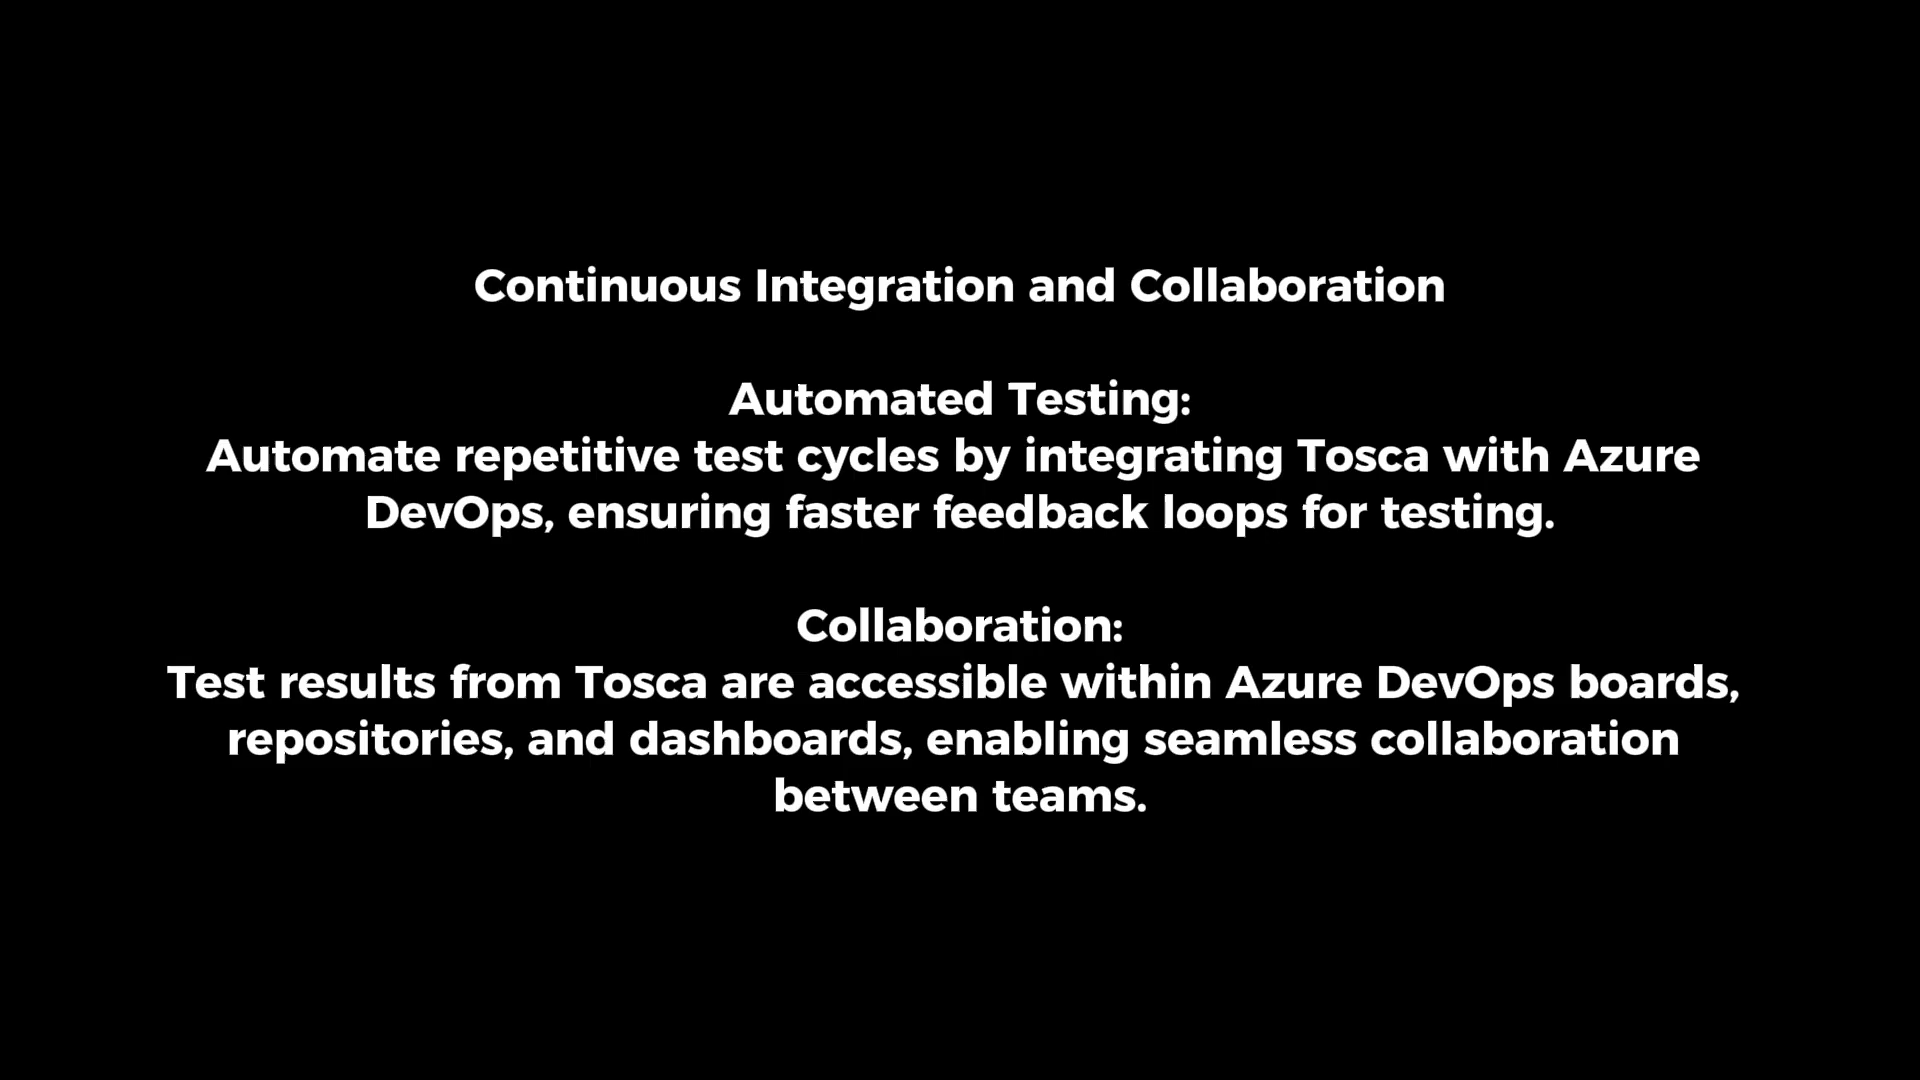 Continuous Integration and Collaboration
Automated Testing:
Automate repetitive test cycles by integrating Tosca with Azure
DevOps, ensuring faster feedback loops for testing.
Collaboration:
Test results from Tosca are accessible within Azure DevOps boards,
repositories, and dashboards, enabling seamless collaboration
between teams.